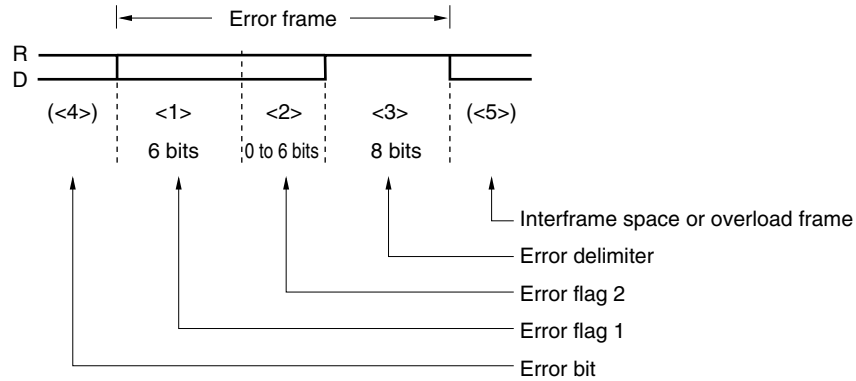 Error frame
R
D
(<4>) <1> <2> <3> (<5>)
6 bits 0 to 6 bits 8 bits
Interframe space or overload frame
Error delimiter
Error flag 2
Error flag 1
Error bit